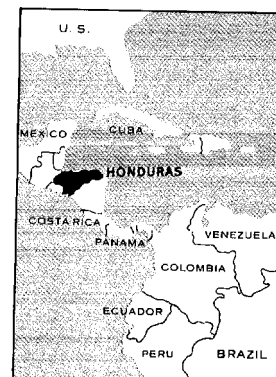 U. S.
MEXICO
CUBA
HONDURAS
COSTA RICA
PANAMA
VENEZUELA
COLOMBIA
ECUADOR
PERU
BRAZIL